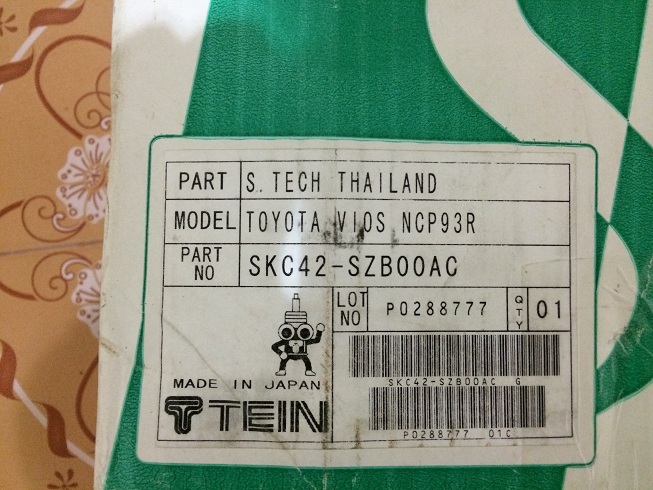 PART S.TECH THAILAND
MODEL TOYOTA VIOS NCP93R
PART NO SKC42-SZB00AC
LOT NO P0288777 QTY 01
SKC42-SZB00AC G
MADE IN JAPAN
TEIN
P0288777 01C